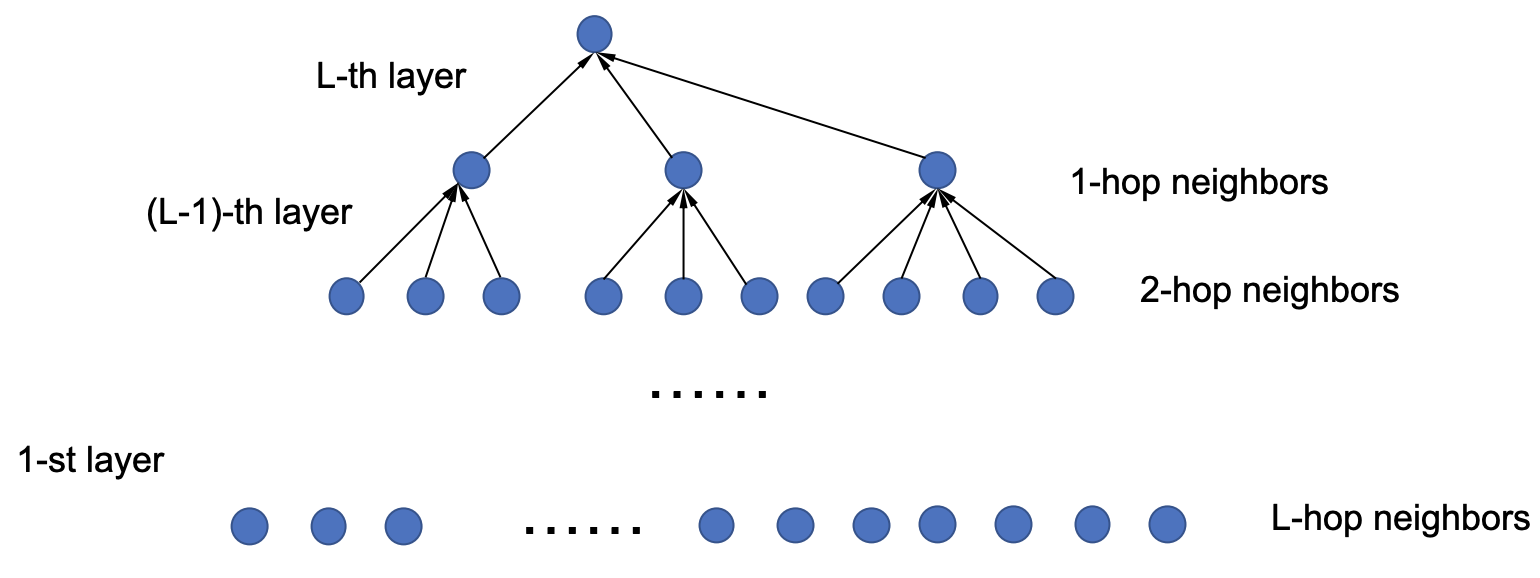 L-th layer
1-hop neighbors
(L-1)-th layer
2-hop neighbors
......
1-st layer
......
L-hop neighbors